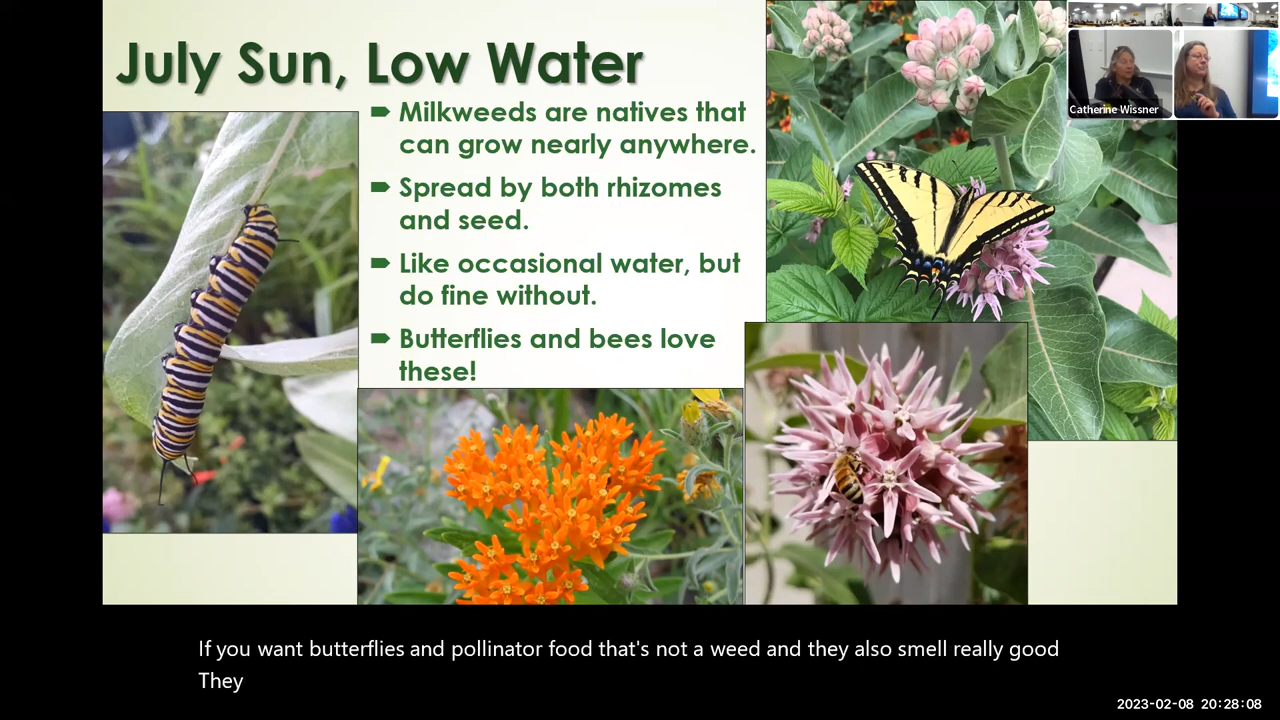 July Sun, Low Water
Milkweeds are natives that
can grow nearly anywhere.
Spread by both rhizomes
and seed.
Like occasional water, but
do fine without.
Butterflies and bees love
these!
Catherine Wissner
If you want butterflies and pollinator food that's not a weed and they also smell really good
They
2023-02-08 20:28:08